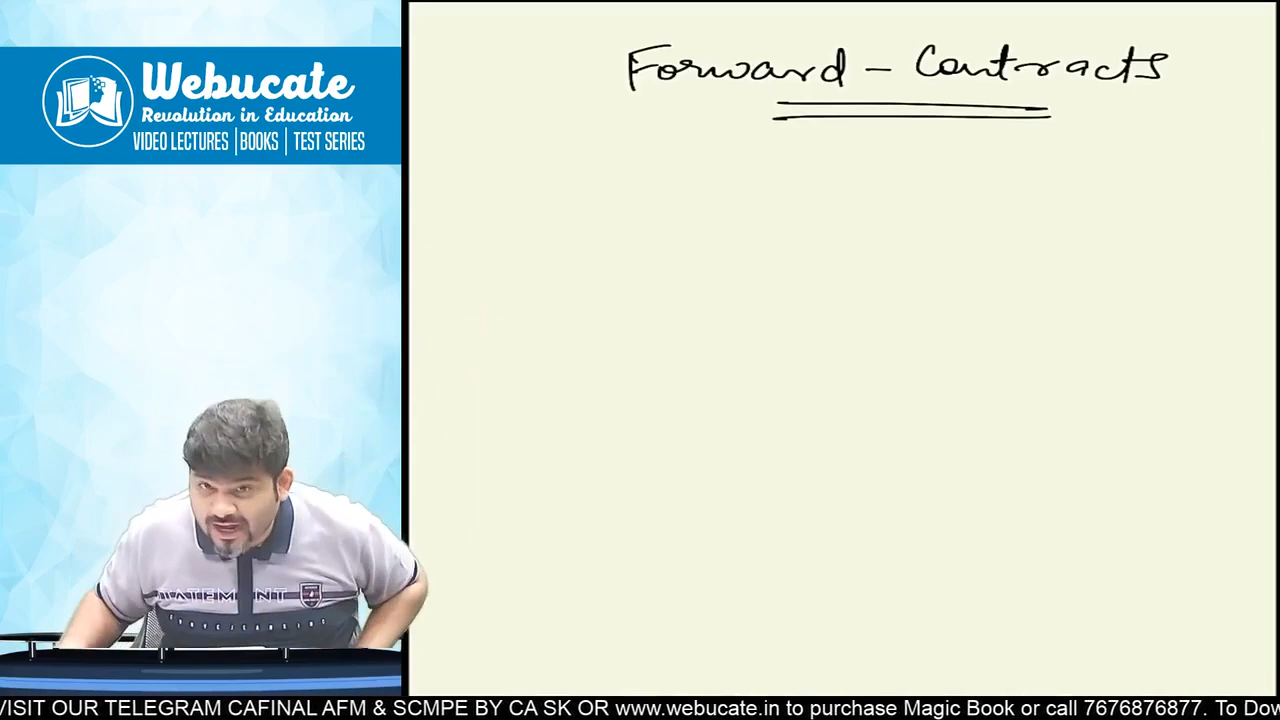 Webucate
Revolution in Education
VIDEO LECTURES | BOOKS | TEST SERIES
Forward - Contracts
VISIT OUR TELEGRAM CAFINAL AFM & SCMPE BY CA SK OR www.webucate.in to purchase Magic Book or call 7676876877. To Dow